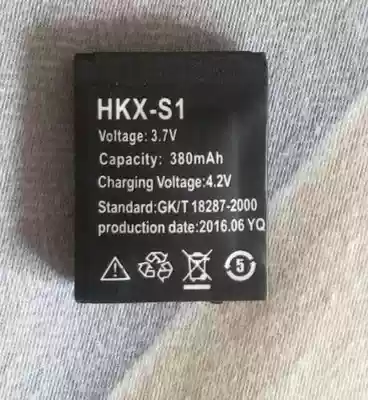 HKX-S1
Voltage: 3.7V
Capacity: 380mAh
Charging Voltage:4.2V
Standard:GK/T 18287-2000
production date:2016.06 YQ
5